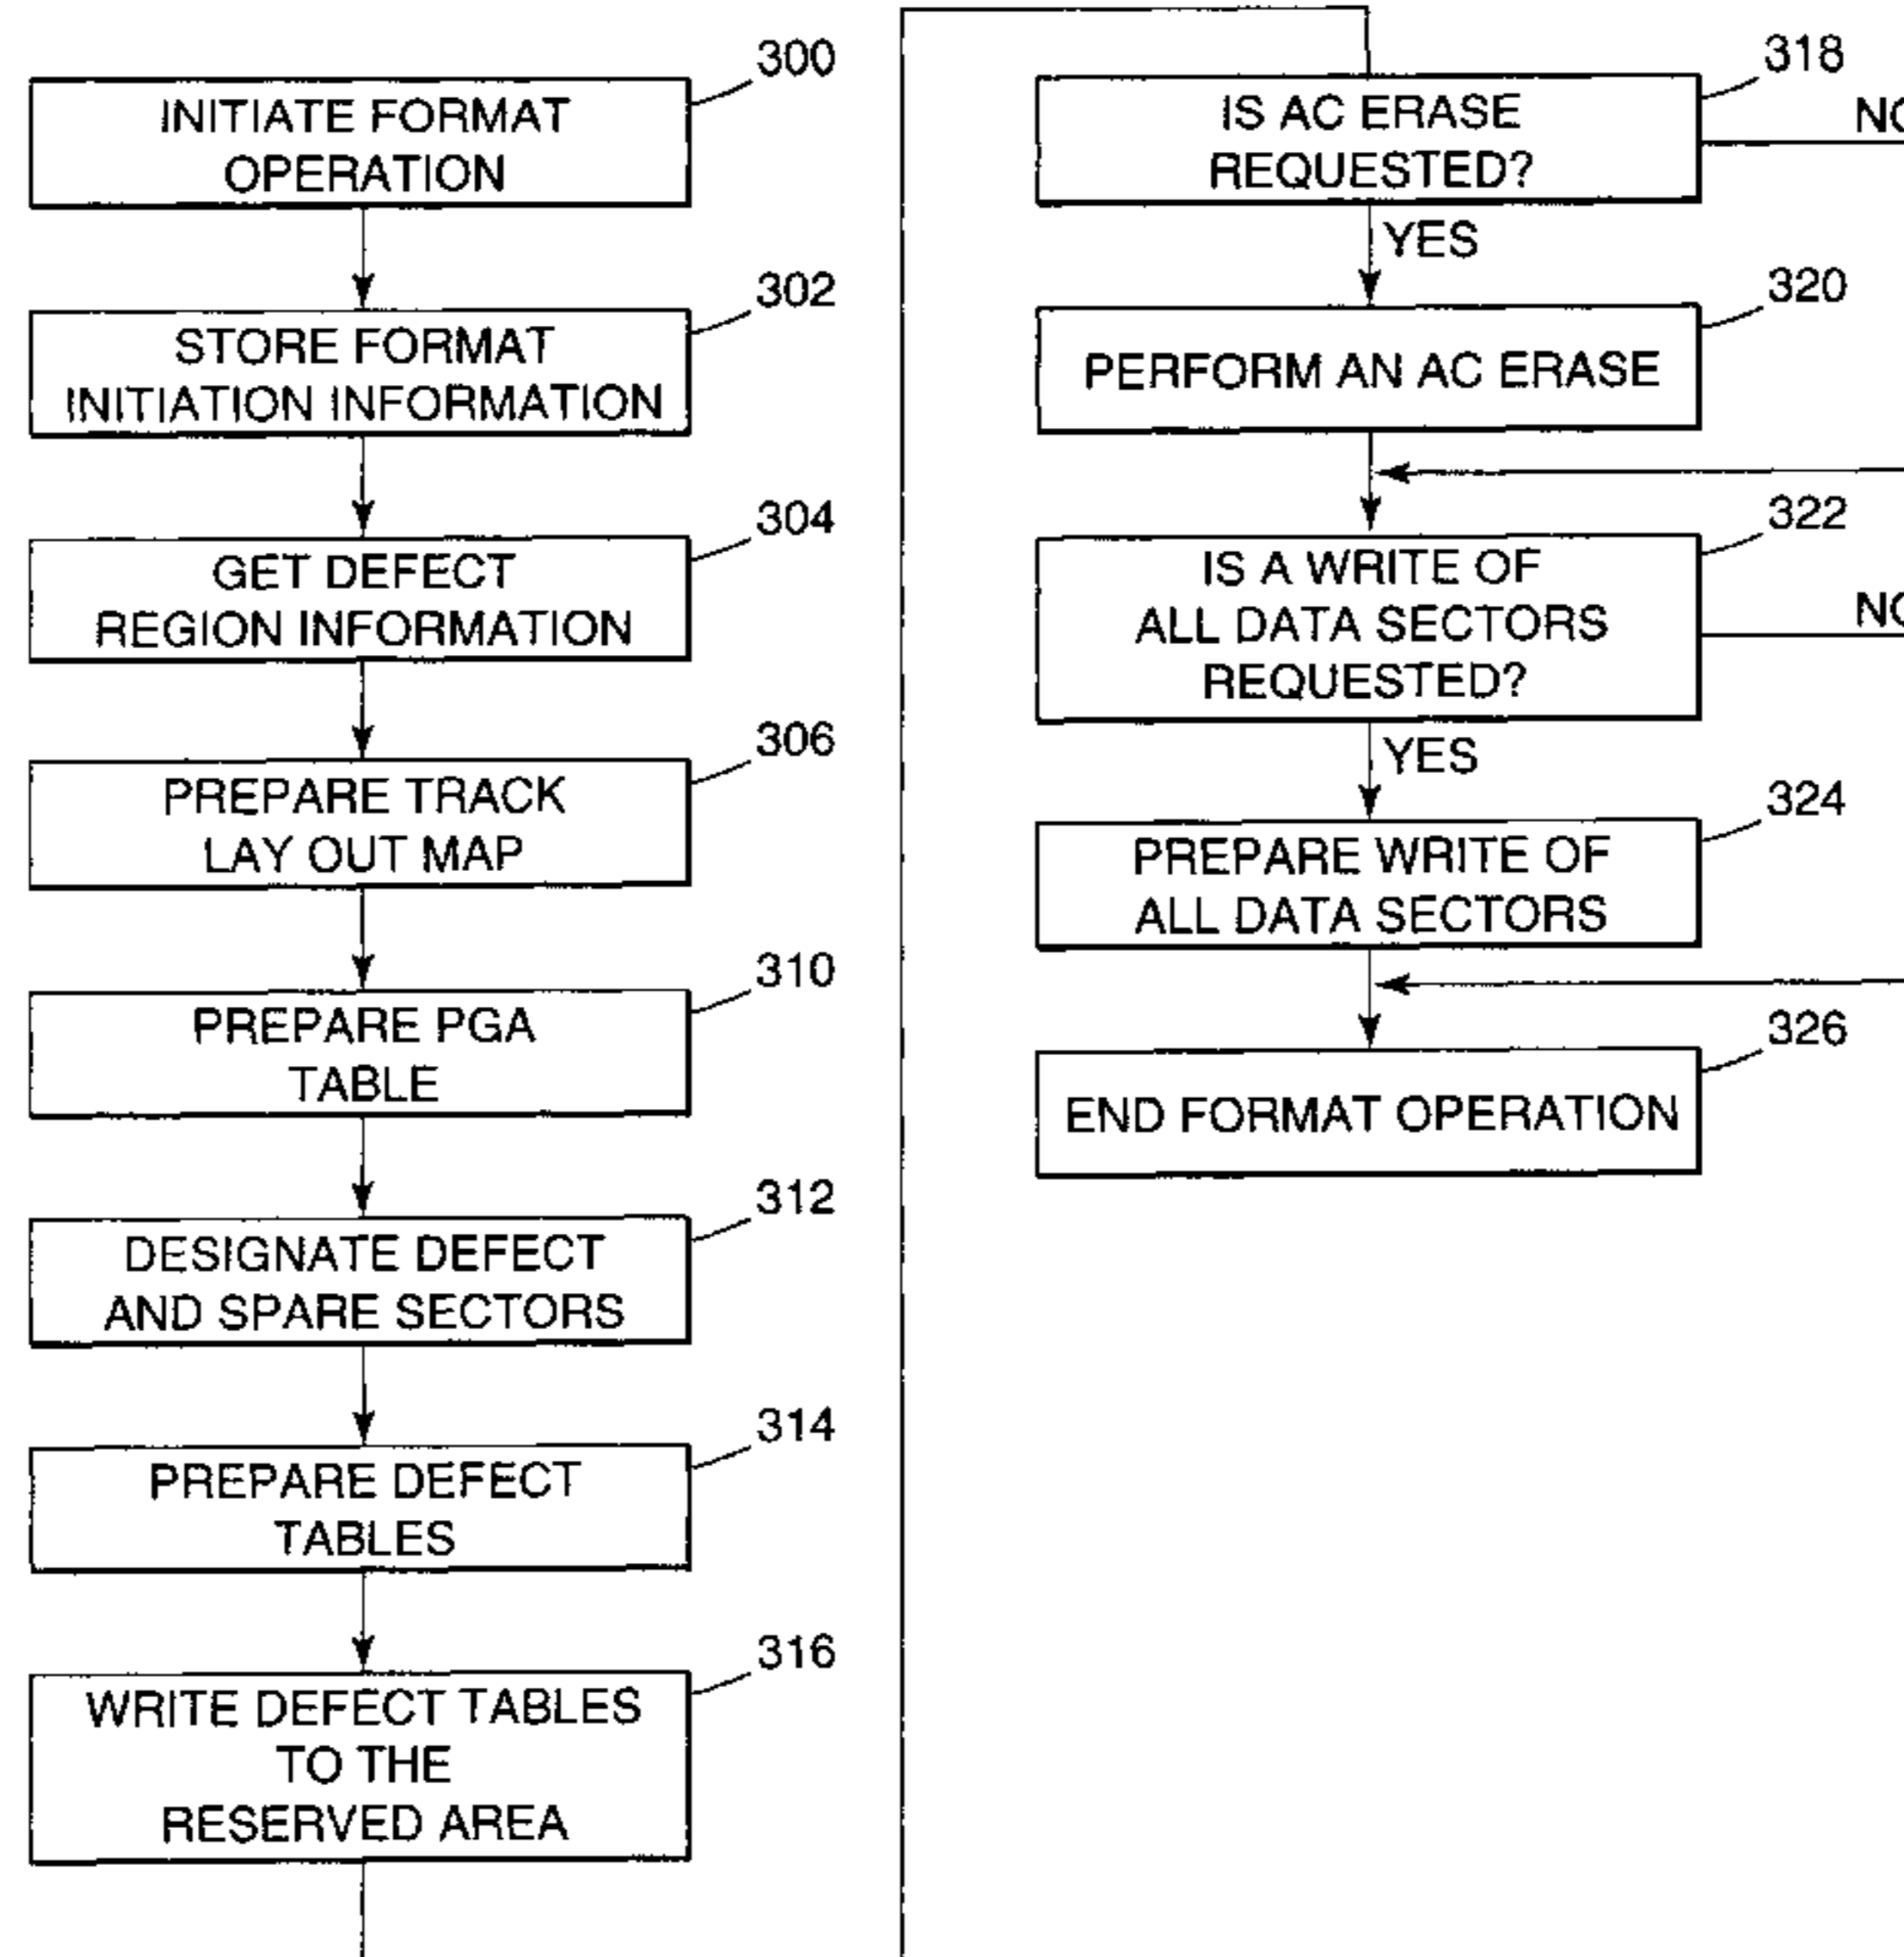 300
INITIATE FORMAT
OPERATION
302
STORE FORMAT
INITIATION INFORMATION
304
GET DEFECT
REGION INFORMATION
306
PREPARE TRACK
LAY OUT MAP
310
PREPARE PGA
TABLE
312
DESIGNATE DEFECT
AND SPARE SECTORS
314
PREPARE DEFECT
TABLES
316
WRITE DEFECT TABLES
TO THE
RESERVED AREA
318
IS AC ERASE
REQUESTED?
NO
YES
320
PERFORM AN AC ERASE
322
IS A WRITE OF
ALL DATA SECTORS
REQUESTED?
NO
YES
324
PREPARE WRITE OF
ALL DATA SECTORS
326
END FORMAT OPERATION